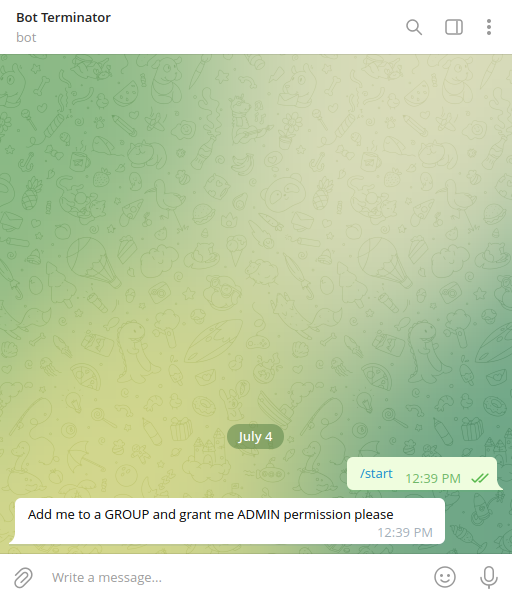 Bot Terminator
bot
July 4
/start 12:39 PM
Add me to a GROUP and grant me ADMIN permission please
12:39 PM
Write a message...